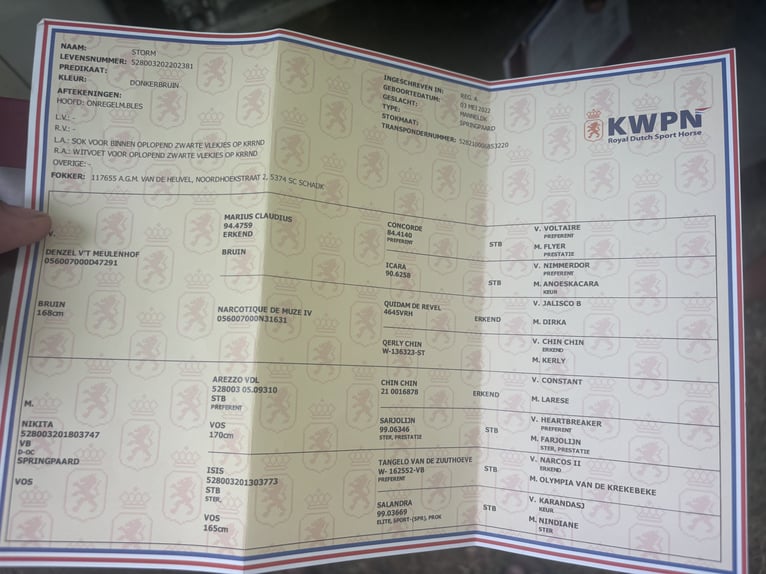 NAAM: STORM
LEVENSNUMMER: 528003202202381
PREDIKAAT:
KLEUR: DONKERBRUIN
AFTEKENINGEN:
HOOFD: ONREGELM.BLES
L.V.: -
R.V.: -
L.A.: SOK VOOR BINNEN OPLOPEND ZWARTE VLEKJES OP KRRND
R.A.: WITVOET VOOR OPLOPEND ZWARTE VLEKJES OP KRRND
OVERIGE: -
FOKKER: 117655 A.G.M. VAN DE HEUVEL, NOORDHOEKSTRAAT 2, 5374 SC SCHADK
INGESCHREVEN IN: REG. A
GEBOORTEDATUM: 03 MEI 2022
GESLACHT: MANNELIJK
TYPE: SPRINGPAARD
STOKMAAT:
TRANSPONDERNUMMER: 528210006853220
KWPN
Royal Dutch Sport Horse
V.
DENZEL V'T MEULENHOF
056007000D47291
BRUIN
168cm
MARIUS CLAUDIUS
94.4759
ERKEND
BRUIN
NARCOTIQUE DE MUZE IV
056007000N31631
CONCORDE
84.4140
PREFERENT
STB
ICARA
90.6258
STB
QUIDAM DE REVEL
4645VRH
ERKEND
QERLY CHIN
W-136323-ST
V. VOLTAIRE
PREFERENT
M. FLYER
PRESTATIE
V. NIMMERDOR
PREFERENT
M. ANOESKACARA
KEUR
V. JALISCO B
M. DIRKA
V. CHIN CHIN
ERKEND
M. KERLY
M.
NIKITA
528003201803747
VB
D-OC
SPRINGPAARD
VOS
AREZZO VDL
528003 05.09310
STB
PREFERENT
VOS
170cm
ISIS
528003201303773
STB
STER,
VOS
165cm
CHIN CHIN
21 0016878
ERKEND
SARJOLIJN
99.06346
STER, PRESTATIE
STB
TANGELO VAN DE ZUUTHOEVE
W- 162552-VB
PREFERENT
STB
SALANDRA
99.03669
ELITE, SPORT-(SPR), PROK
STB
V. CONSTANT
M. LARESE
V. HEARTBREAKER
PREFERENT
M. FARJOLIJN
STER, PRESTATIE
V. NARCOS II
ERKEND
M. OLYMPIA VAN DE KREKEBEKE
V. KARANDASJ
KEUR
M. NINDIANE
STER